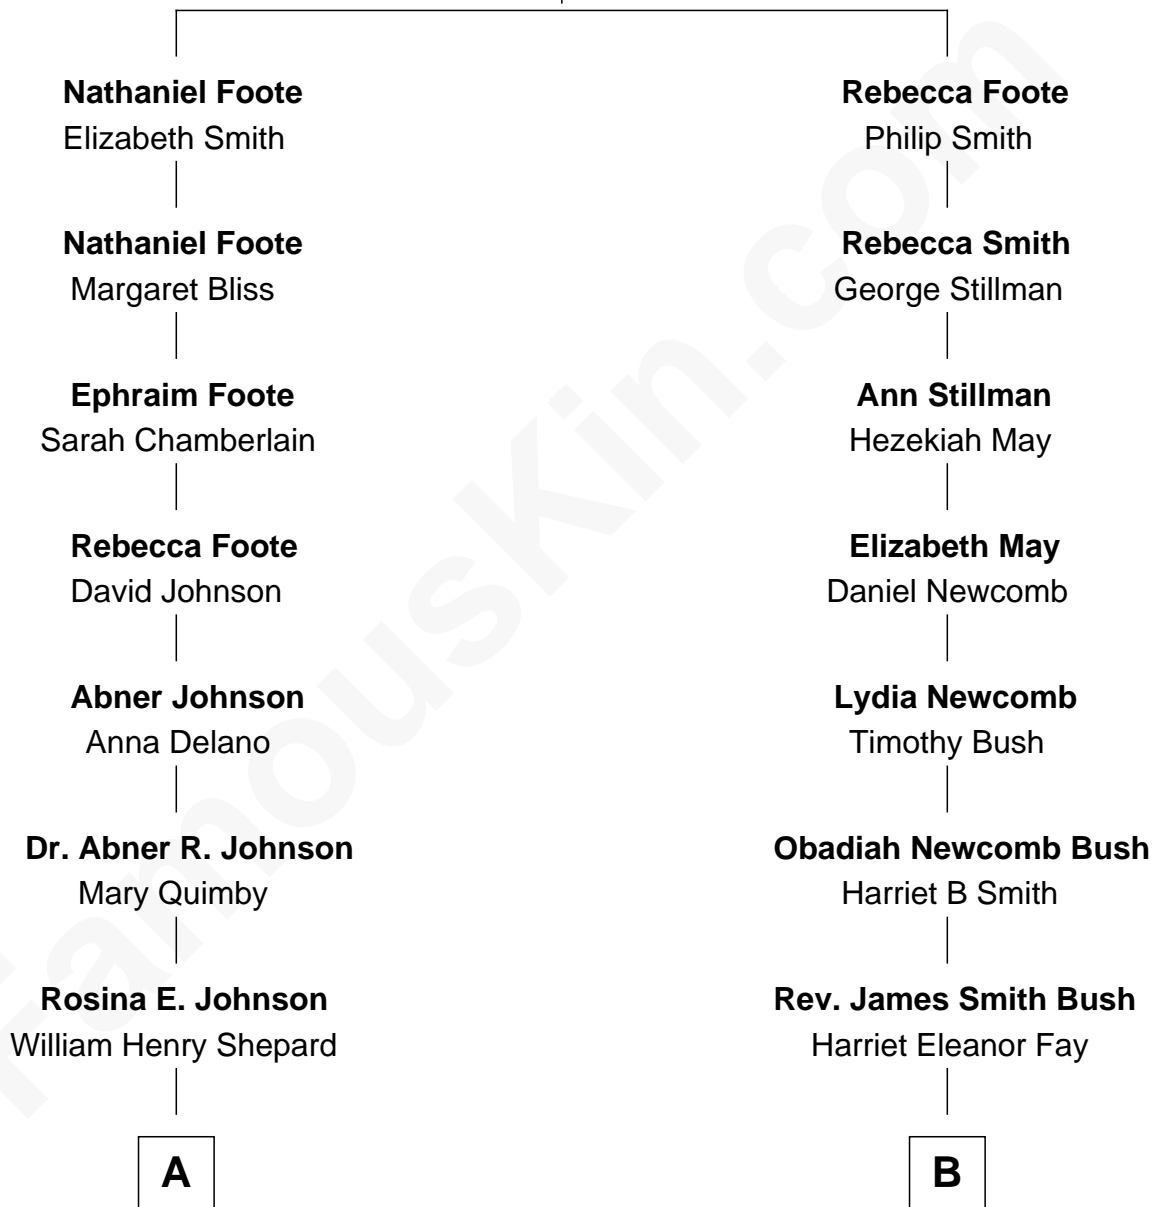 Nathaniel Foote
Elizabeth Smith
Nathaniel Foote
Margaret Bliss
Ephraim Foote
Sarah Chamberlain
Rebecca Foote
David Johnson
Abner Johnson
Anna Delano
Dr. Abner R. Johnson
Mary Quimby
Rosina E. Johnson
William Henry Shepard
A
Rebecca Foote
Philip Smith
Rebecca Smith
George Stillman
Ann Stillman
Hezekiah May
Elizabeth May
Daniel Newcomb
Lydia Newcomb
Timothy Bush
Obadiah Newcomb Bush
Harriet B Smith
Rev. James Smith Bush
Harriet Eleanor Fay
B
FamousKin.com